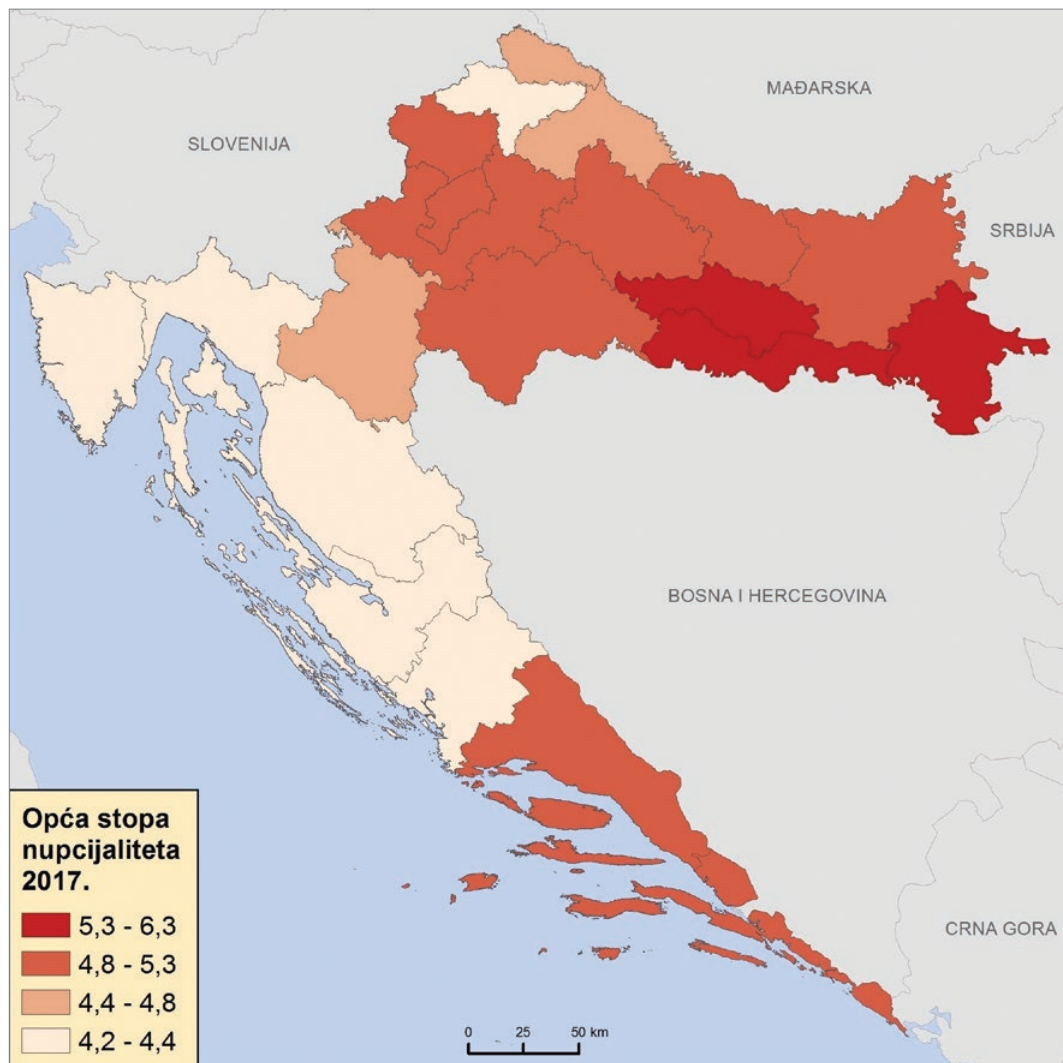 MAĐARSKA
SLOVENIJA
SRBIJA
BOSNA I HERCEGOVINA
CRNA GORA
Opća stopa
nupcijaliteta
2017.
5,3 - 6,3
4,8 - 5,3
4,4 - 4,8
4,2 - 4,4
0 25 50 km